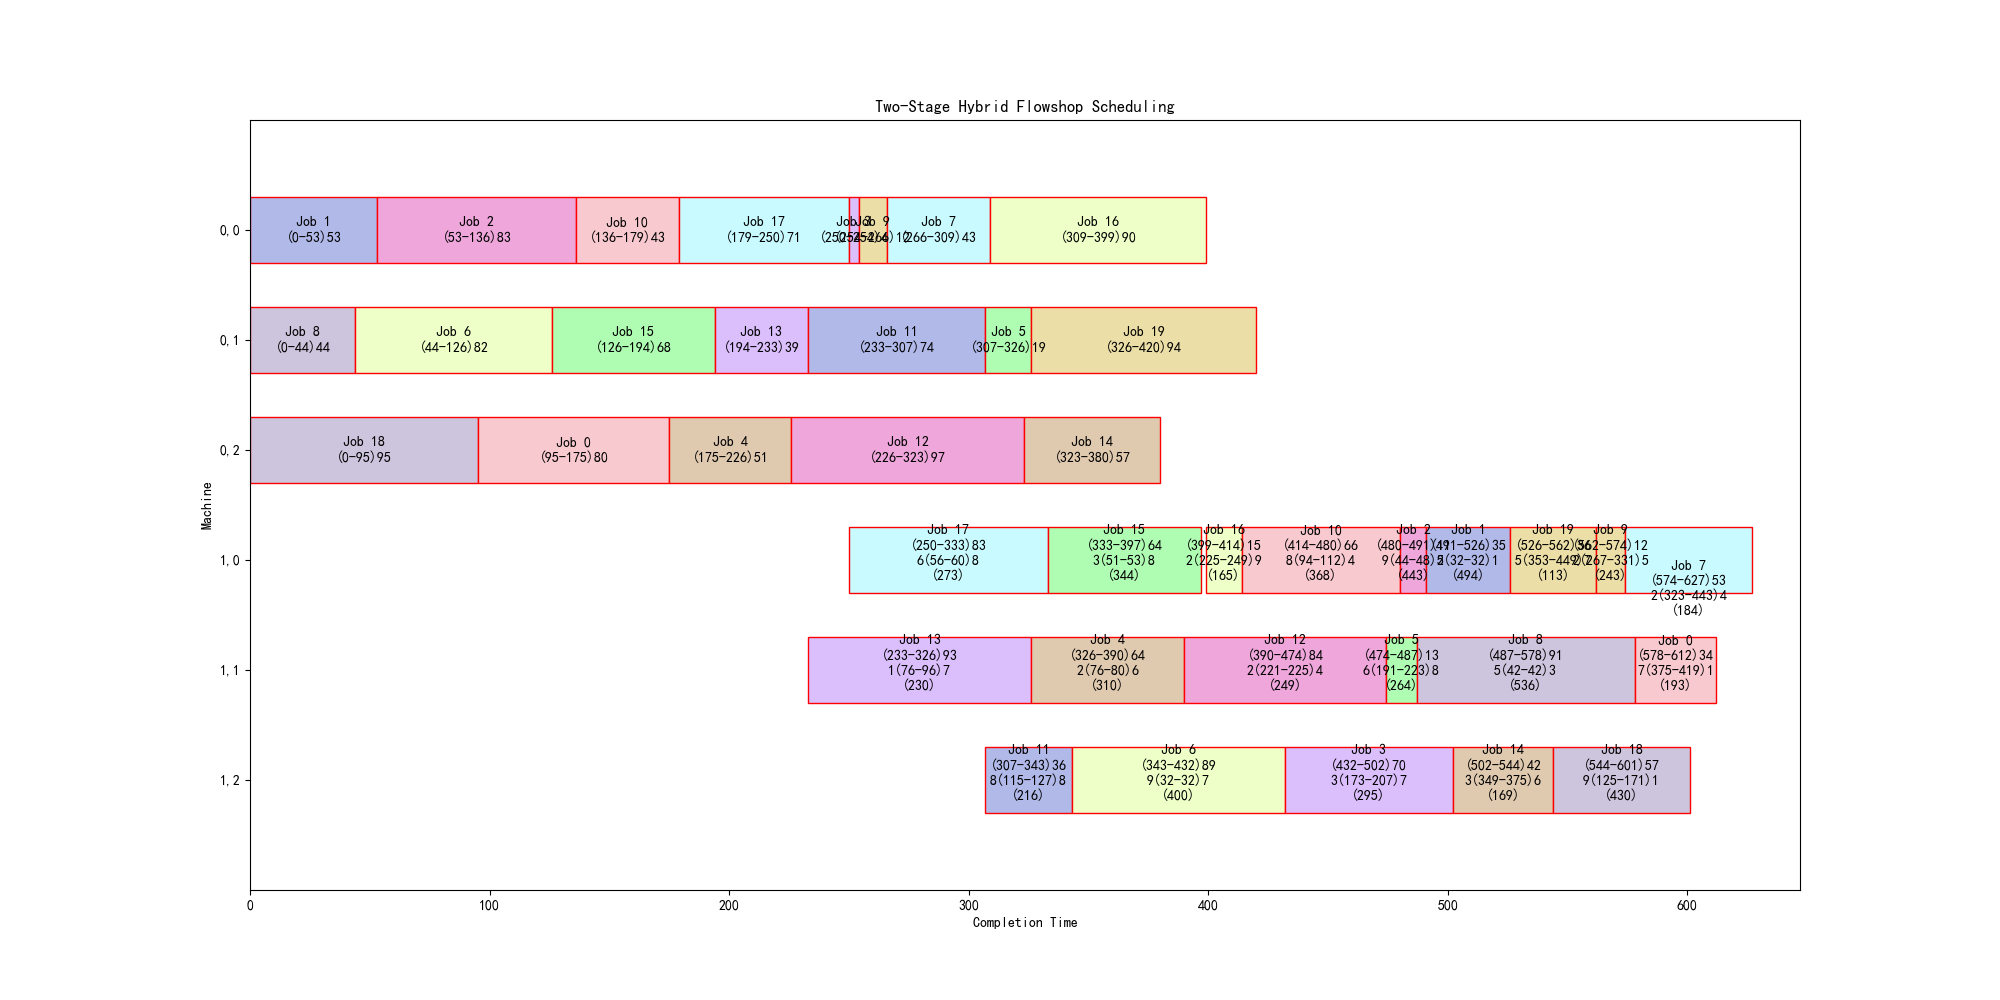 Two-Stage Hybrid Flowshop Scheduling
0,0
Job 1
(0-53)53
Job 2
(53-136)83
Job 10
(136-179)43
Job 17
(179-250)71
Job 3
(250-254)4
Job 9
(254-266)12
Job 7
(266-309)43
Job 16
(309-399)90
0,1
Job 8
(0-44)44
Job 6
(44-126)82
Job 15
(126-194)68
Job 13
(194-233)39
Job 11
(233-307)74
Job 5
(307-326)19
Job 19
(326-420)94
0,2
Job 18
(0-95)95
Job 0
(95-175)80
Job 4
(175-226)51
Job 12
(226-323)97
Job 14
(323-380)57
Machine
1,0
Job 17
(250-333)83
6(56-60)8
(273)
Job 15
(333-397)64
3(51-53)8
(344)
Job 16
(399-414)15
2(225-249)9
(165)
Job 10
(414-480)66
8(94-112)4
(368)
Job 2
(480-491)11
9(44-48)5
(443)
Job 1
(491-526)35
2(32-32)1
(494)
Job 19
(526-562)36
5(353-449)7
(113)
Job 9
(562-574)12
2(267-331)5
(243)
Job 7
(574-627)53
2(323-443)4
(184)
1,1
Job 13
(233-326)93
1(76-96)7
(230)
Job 4
(326-390)64
2(76-80)6
(310)
Job 12
(390-474)84
2(221-225)4
(249)
Job 5
(474-487)13
6(191-223)8
(264)
Job 8
(487-578)91
5(42-42)3
(536)
Job 0
(578-612)34
7(375-419)1
(193)
1,2
Job 11
(307-343)36
8(115-127)8
(216)
Job 6
(343-432)89
9(32-32)7
(400)
Job 3
(432-502)70
3(173-207)7
(295)
Job 14
(502-544)42
3(349-375)6
(169)
Job 18
(544-601)57
9(125-171)1
(430)
0
100
200
300
400
500
600
Completion Time